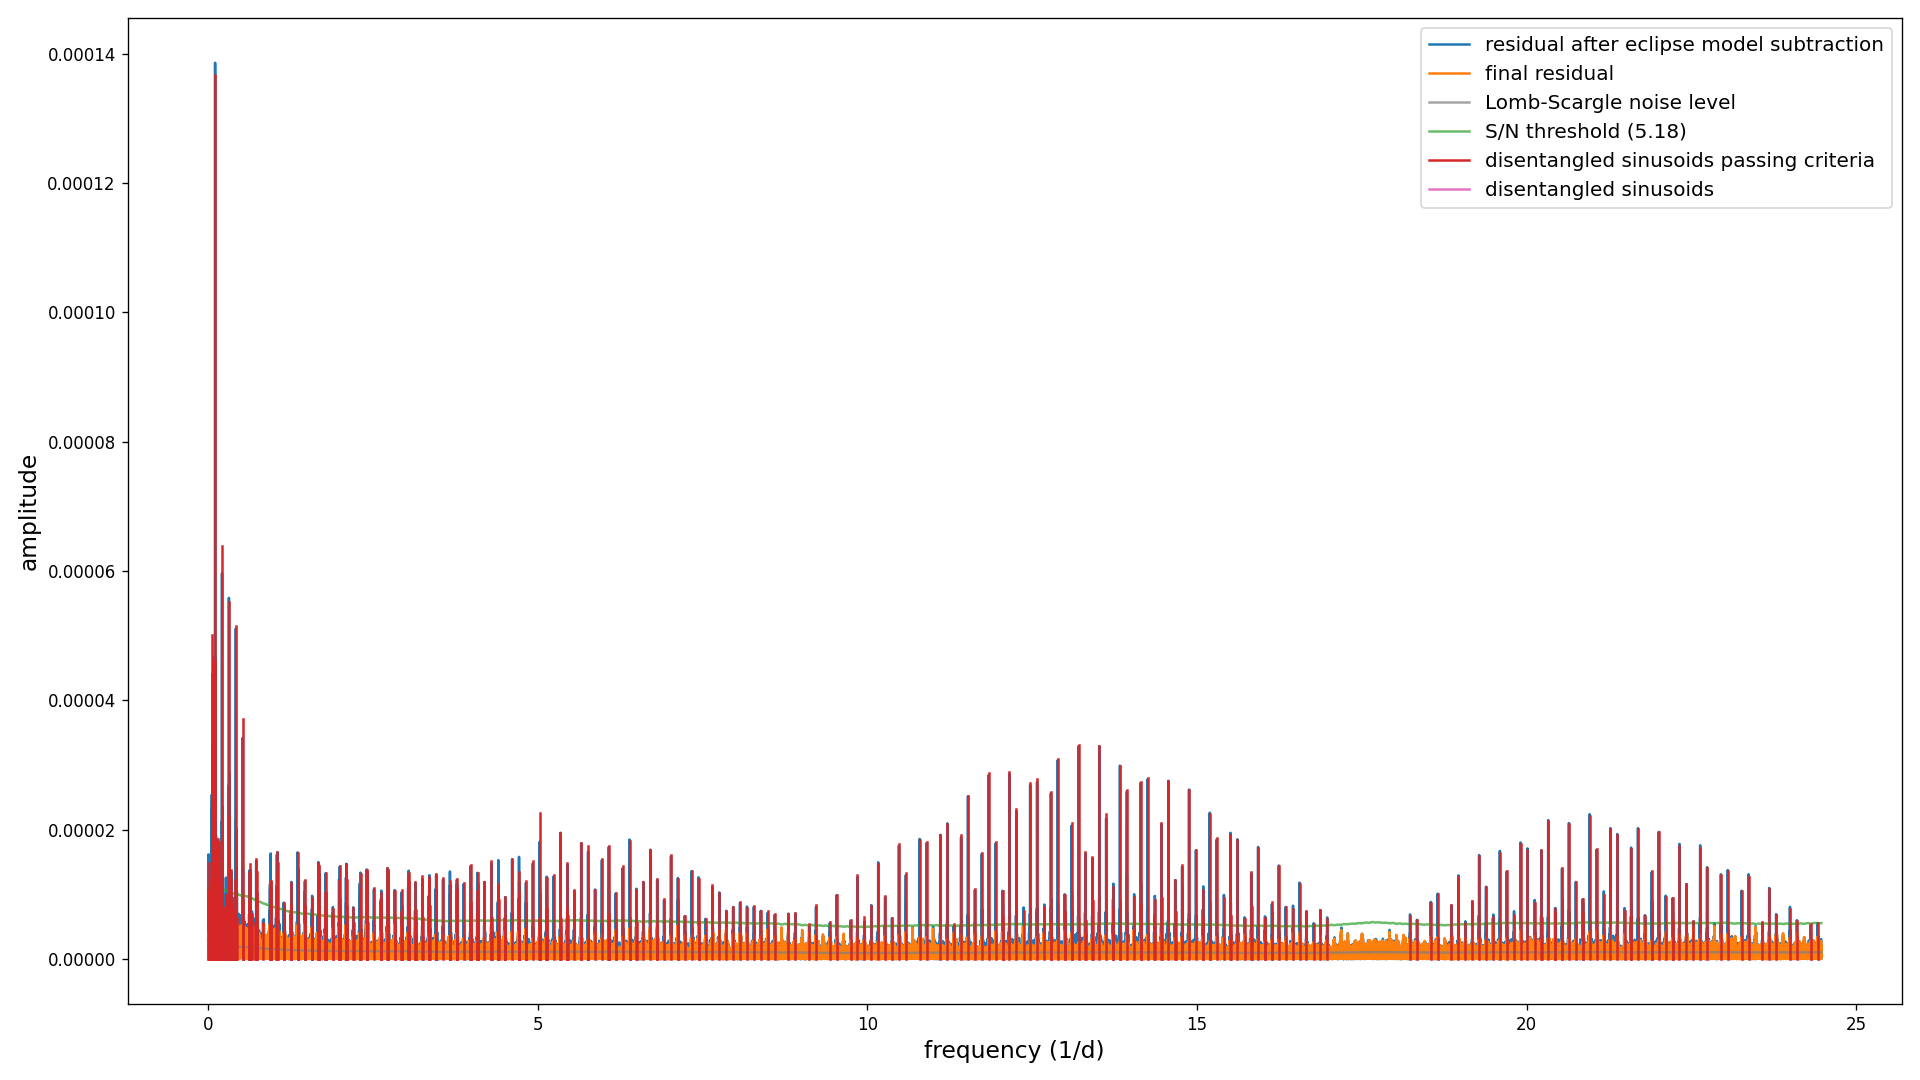 residual after eclipse model subtraction
final residual
Lomb-Scargle noise level
S/N threshold (5.18)
disentangled sinusoids passing criteria
disentangled sinusoids
0.00014
0.00012
0.00010
0.00008
0.00006
0.00004
0.00002
0.00000
amplitude
0 5 10 15 20 25
frequency (1/d)